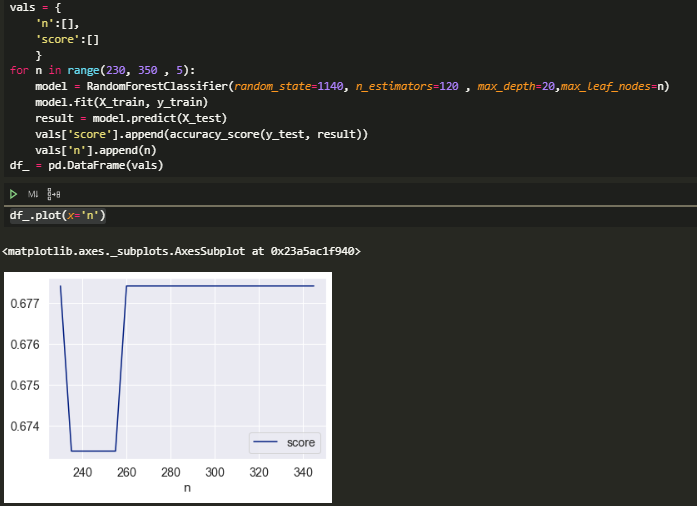 vals = {
'n':[],
'score':[]
}
for n in range(230, 350 , 5):
model = RandomForestClassifier(random_state=1140, n_estimators=120 , max_depth=20,max_leaf_nodes=n)
model.fit(X_train, y_train)
result = model.predict(X_test)
vals['score'].append(accuracy_score(y_test, result))
vals['n'].append(n)
df_ = pd.DataFrame(vals)
M↓
df_.plot(x='n')
<matplotlib.axes._subplots.AxesSubplot at 0x23a5ac1f940>
0.677
0.676
0.675
0.674
score
240 260 280 300 320 340
n